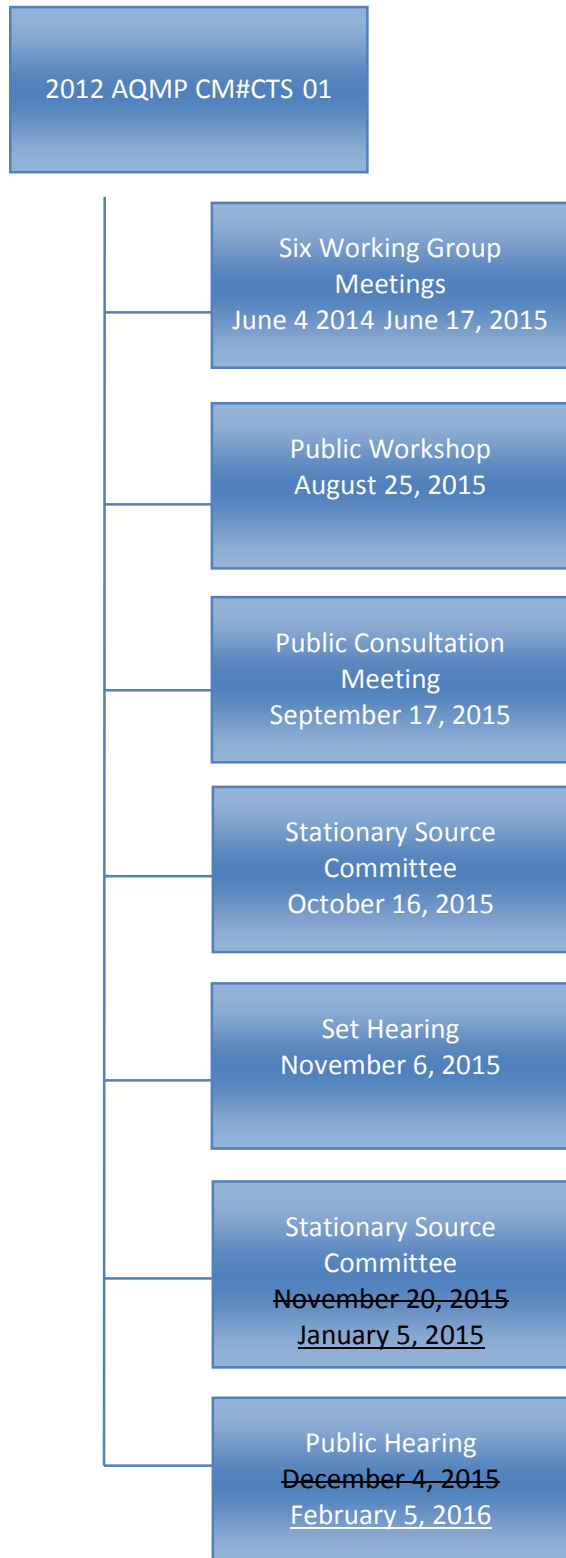 2012 AQMP CM#CTS 01
Six Working Group
Meetings
June 4 2014 June 17, 2015
Public Workshop
August 25, 2015
Public Consultation
Meeting
September 17, 2015
Stationary Source
Committee
October 16, 2015
Set Hearing
November 6, 2015
Stationary Source
Committee
November 20, 2015
January 5, 2015
Public Hearing
December 4, 2015
February 5, 2016